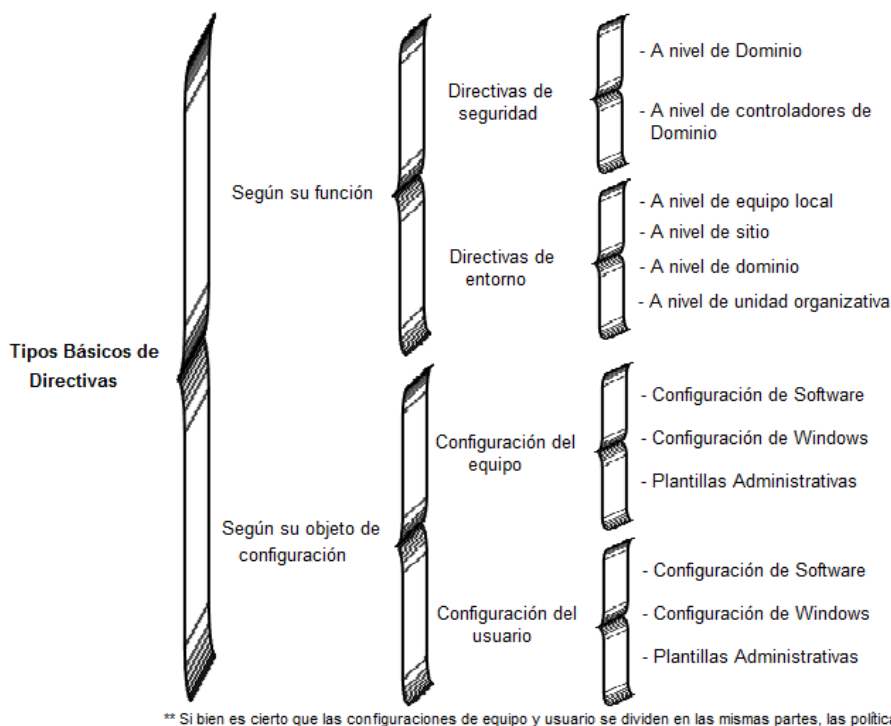 Tipos Básicos de
Directivas
Según su función
Directivas de
seguridad
- A nivel de Dominio
- A nivel de controladores de
Dominio
Directivas de
entorno
- A nivel de equipo local
- A nivel de sitio
- A nivel de dominio
- A nivel de unidad organizativa
Según su objeto de
configuración
Configuración del
equipo
- Configuración de Software
- Configuración de Windows
- Plantillas Administrativas
Configuración del
usuario
- Configuración de Software
- Configuración de Windows
- Plantillas Administrativas
** Si bien es cierto que las configuraciones de equipo y usuario se dividen en las mismas partes, las